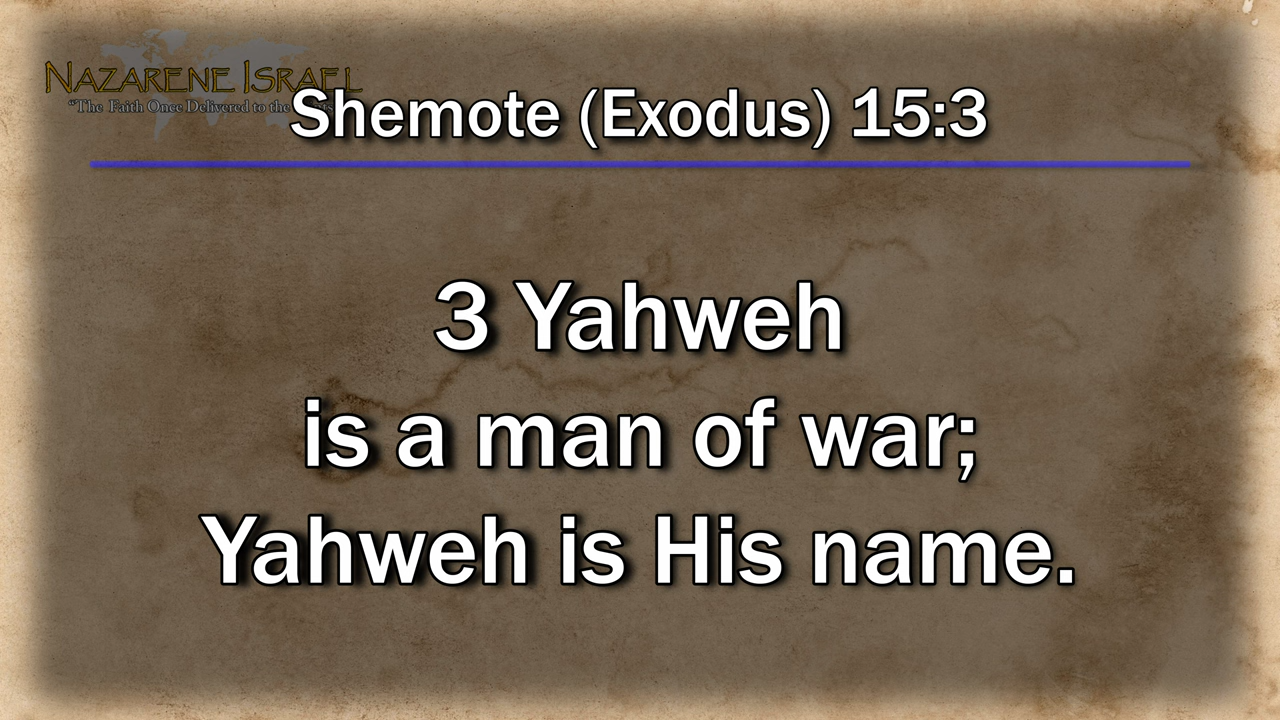 NAZARENE ISRAEL
"The Faith Once Delivered to the
Shemote (Exodus) 15:3
3 Yahweh
is a man of war;
Yahweh is His name.